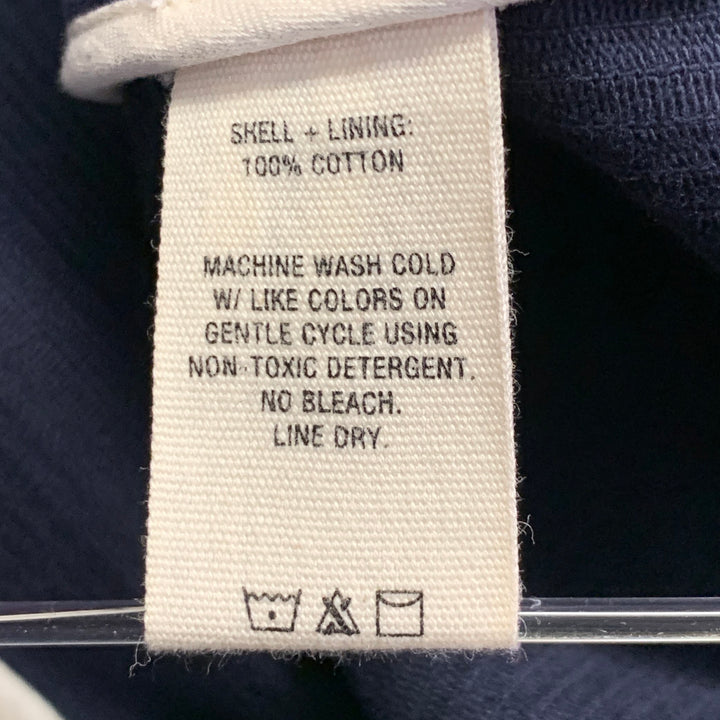 SHELL + LINING:
100% COTTON
MACHINE WASH COLD
W/ LIKE COLORS ON
GENTLE CYCLE USING
NON-TOXIC DETERGENT.
NO BLEACH.
LINE DRY.